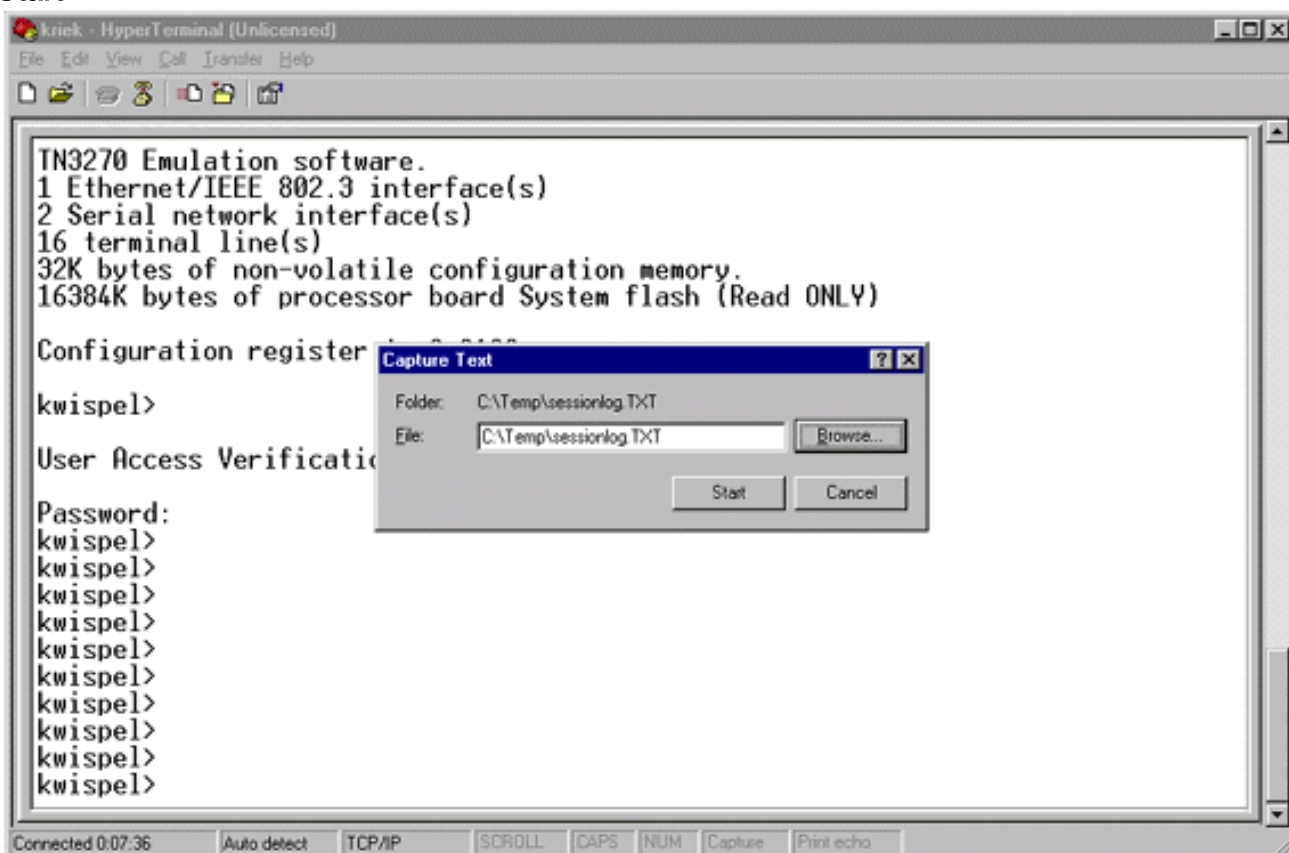 kriek - HyperTerminal (Unlicensed)
File Edit View Call Transfer Help
TN3270 Emulation software.
1 Ethernet/IEEE 802.3 interface(s)
2 Serial network interface(s)
16 terminal line(s)
32K bytes of non-volatile configuration memory.
16384K bytes of processor board System flash (Read ONLY)
Configuration register
kwispel>
User Access Verificatio
Password:
kwispel>
kwispel>
kwispel>
kwispel>
kwispel>
kwispel>
kwispel>
kwispel>
kwispel>
kwispel>
Capture Text
Folder: C:\Temp\sessionlog.TXT
File: C:\Temp\sessionlog.TXT Browse...
Start Cancel
Connected 0:07:36 Auto detect TCP/IP SCROLL CAPS NUM Capture Print echo